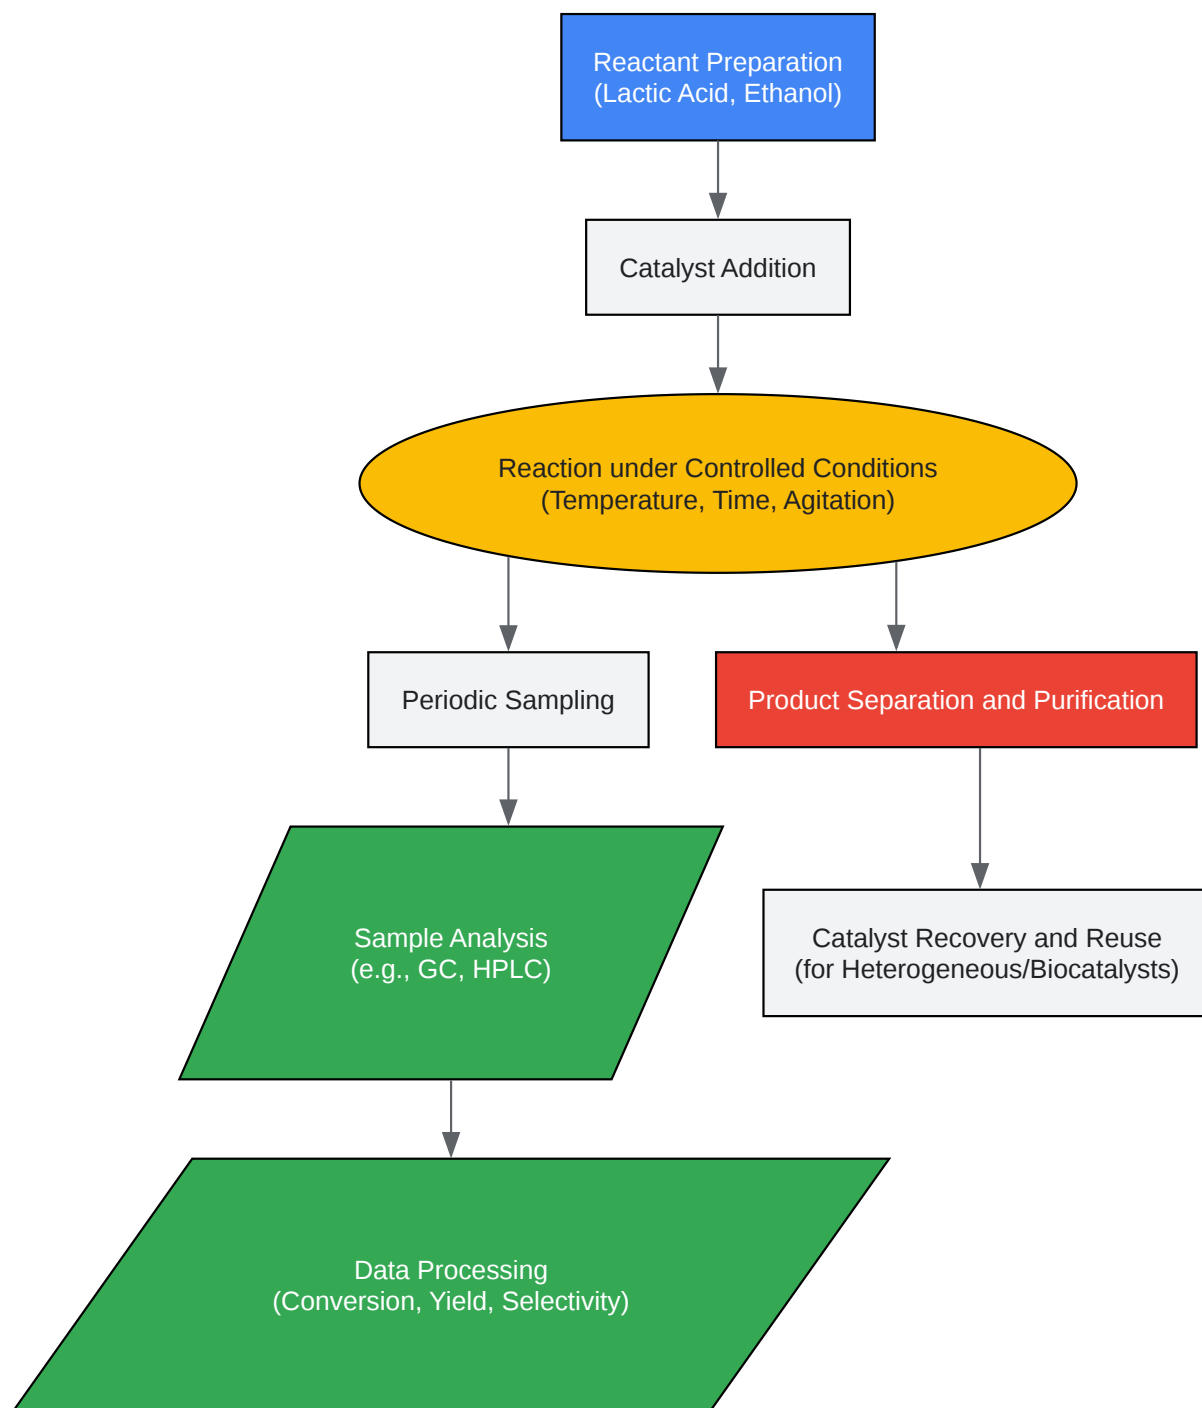 Reactant Preparation
(Lactic Acid, Ethanol)
Catalyst Addition
Reaction under Controlled Conditions
(Temperature, Time, Agitation)
Periodic Sampling
Product Separation and Purification
Sample Analysis
(e.g., GC, HPLC)
Catalyst Recovery and Reuse
(for Heterogeneous/Biocatalysts)
Data Processing
(Conversion, Yield, Selectivity)